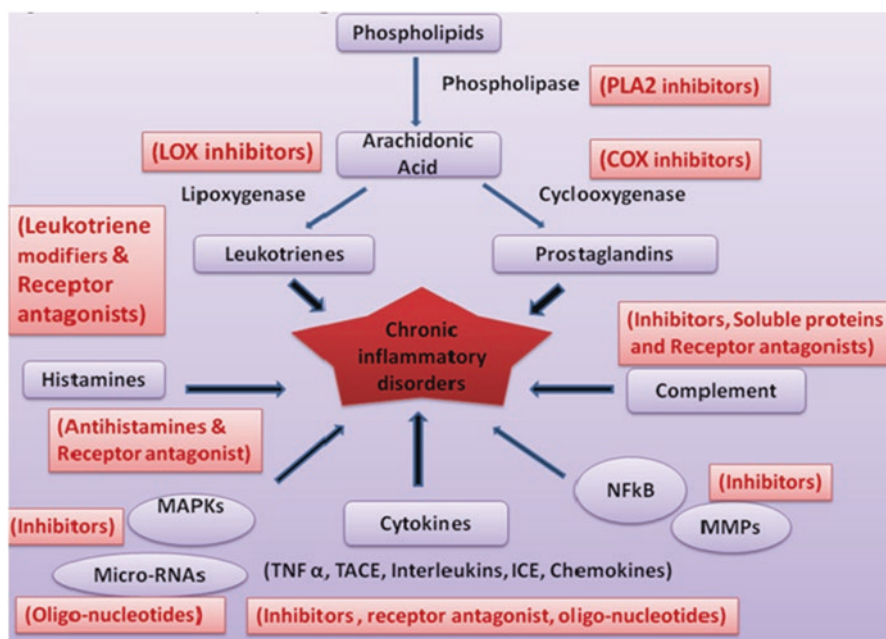 Phospholipids
Phospholipase
(PLA2 inhibitors)
(LOX inhibitors)
Arachidonic
Acid
(COX inhibitors)
Lipoxygenase
Cyclooxygenase
(Leukotriene
modifiers &
Receptor
antagonists)
Leukotrienes
Prostaglandins
Chronic
inflammatory
disorders
(Inhibitors, Soluble proteins
and Receptor antagonists)
Histamines
Complement
(Antihistamines &
Receptor antagonist)
MAPKs
(Inhibitors)
Cytokines
NFkB
(Inhibitors)
MMPs
Micro-RNAs
(TNF α, TACE, Interleukins, ICE, Chemokines)
(Oligo-nucleotides)
(Inhibitors, receptor antagonist, oligo-nucleotides)